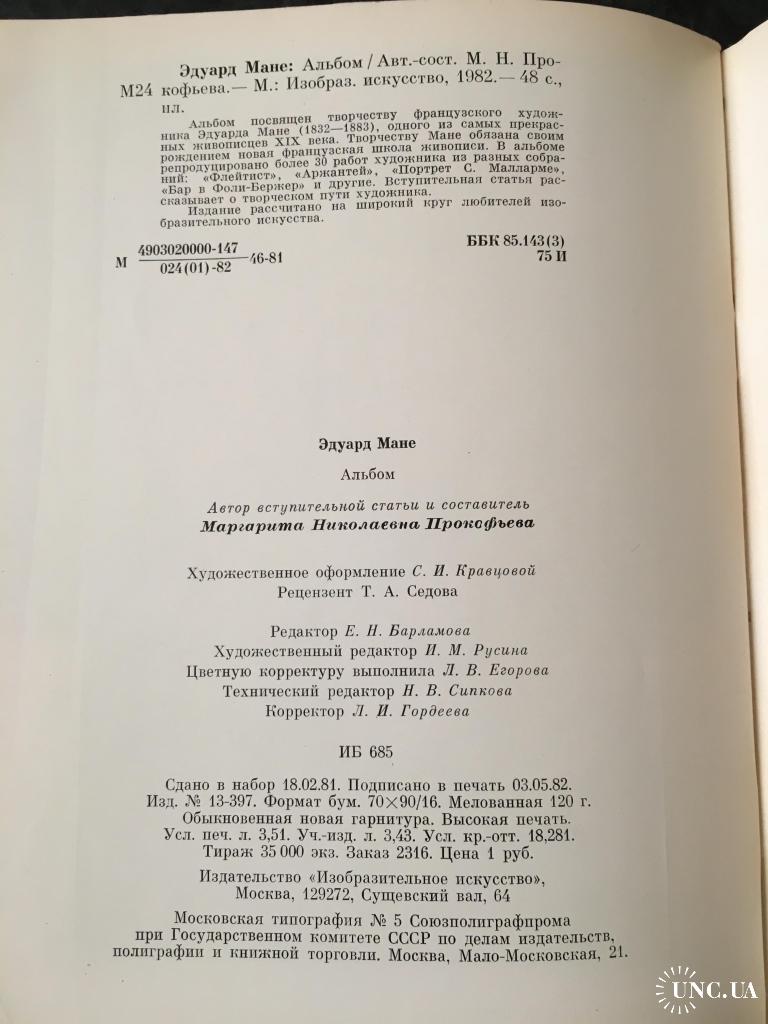 Эдуард Мане: Альбом / Авт.-сост. М. Н. Про-
М24 кофьева.— М.: Изобраз. искусство, 1982.— 48 с.,
ил.
Альбом посвящен творчеству французского худож-
ника Эдуарда Мане (1832—1883), одного из самых прекрас-
ных живописцев XIX века. Творчеству Мане обязана своим
рождением новая французская школа живописи. В альбоме
репродуцировано более 30 работ художника из разных собра-
ний: «Флейтист», «Аржантей», «Портрет С. Малларме»,
«Бар в Фоли-Бержер» и другие. Вступительная статья рас-
сказывает о творческом пути художника.
Издание рассчитано на широкий круг любителей изо-
бразительного искусства.
М 4903020000-147
024(01)-82
46-81
ББК 85.143(3)
75 И
Эдуард Мане
Альбом
Автор вступительной статьи и составитель
Маргарита Николаевна Прокофьева
Художественное оформление С. И. Кравцовой
Рецензент Т. А. Седова
Редактор Е. Н. Барламова
Художественный редактор И. М. Русина
Цветную корректуру выполнила Л. В. Егорова
Технический редактор Н. В. Сипкова
Корректор Л. И. Гордеева
ИБ 685
Сдано в набор 18.02.81. Подписано в печать 03.05.82.
Изд. № 13-397. Формат бум. 70×90/16. Мелованная 120 г.
Обыкновенная новая гарнитура. Высокая печать.
Усл. печ. л. 3,51. Уч.-изд. л. 3,43. Усл. кр.-отт. 18,281.
Тираж 35 000 экз. Заказ 2316. Цена 1 руб.
Издательство «Изобразительное искусство»,
Москва, 129272, Сущевский вал, 64
Московская типография № 5 Союзполиграфпрома
при Государственном комитете СССР по делам издательств,
полиграфии и книжной торговли. Москва, Мало-Московская, 21.
UNC.UA